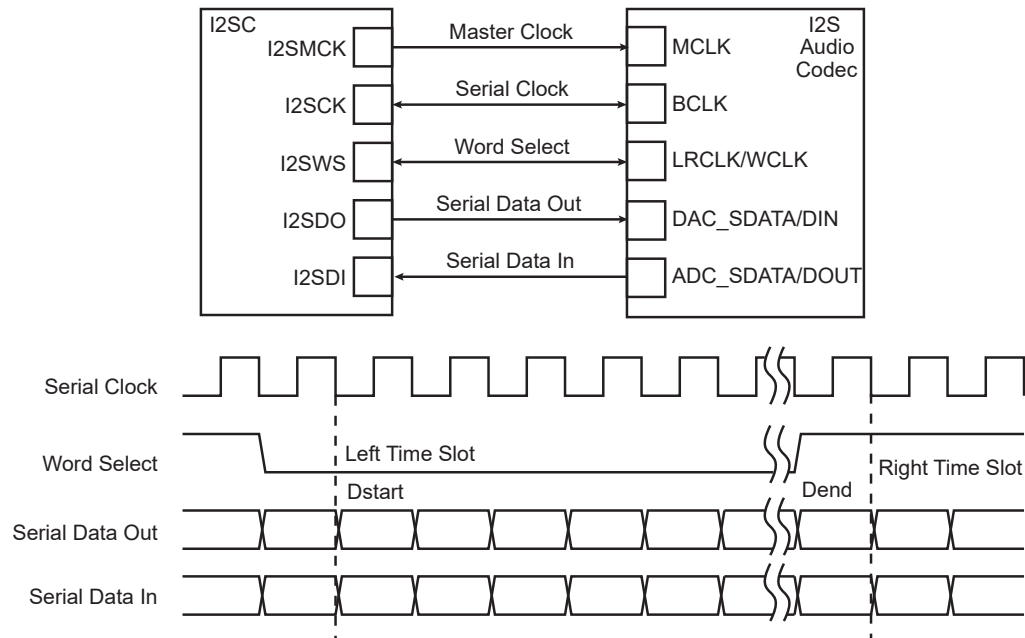 I2SC
I2S
Audio
Codec
I2SMCK
Master Clock
MCLK
I2SCK
Serial Clock
BCLK
I2SWS
Word Select
LRCLK/WCLK
I2SDO
Serial Data Out
DAC_SDATA/DIN
I2SDI
Serial Data In
ADC_SDATA/DOUT
Serial Clock
Word Select
Left Time Slot
Right Time Slot
Dstart
Dend
Serial Data Out
Serial Data In